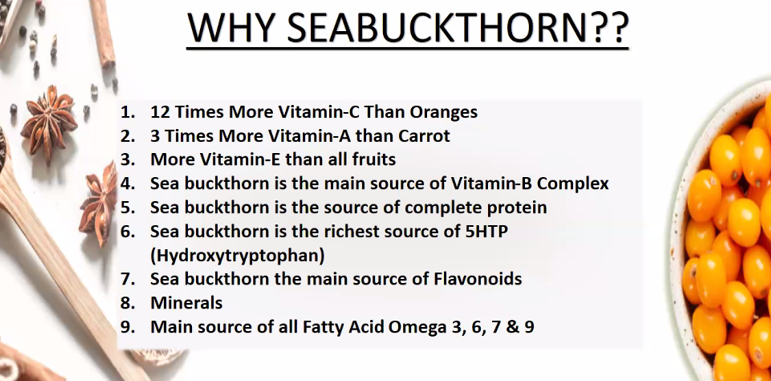 WHY SEABUCKTHORN??
1. 12 Times More Vitamin-C Than Oranges
2. 3 Times More Vitamin-A than Carrot
3. More Vitamin-E than all fruits
4. Sea buckthorn is the main source of Vitamin-B Complex
5. Sea buckthorn is the source of complete protein
6. Sea buckthorn is the richest source of 5HTP
(Hydroxytryptophan)
7. Sea buckthorn the main source of Flavonoids
8. Minerals
9. Main source of all Fatty Acid Omega 3, 6, 7 & 9